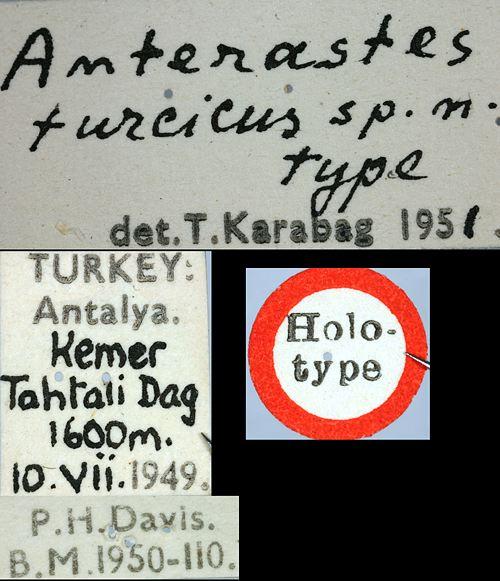 Anterastes
turcicus sp. n.
type
det. T. Karabag 1951.
TURKEY:
Antalya.
Kemer
Tahtali Dag
1600m.
10.Vii.1949.
P.H.Davis.
B.M.1950-110.
Holo-
type